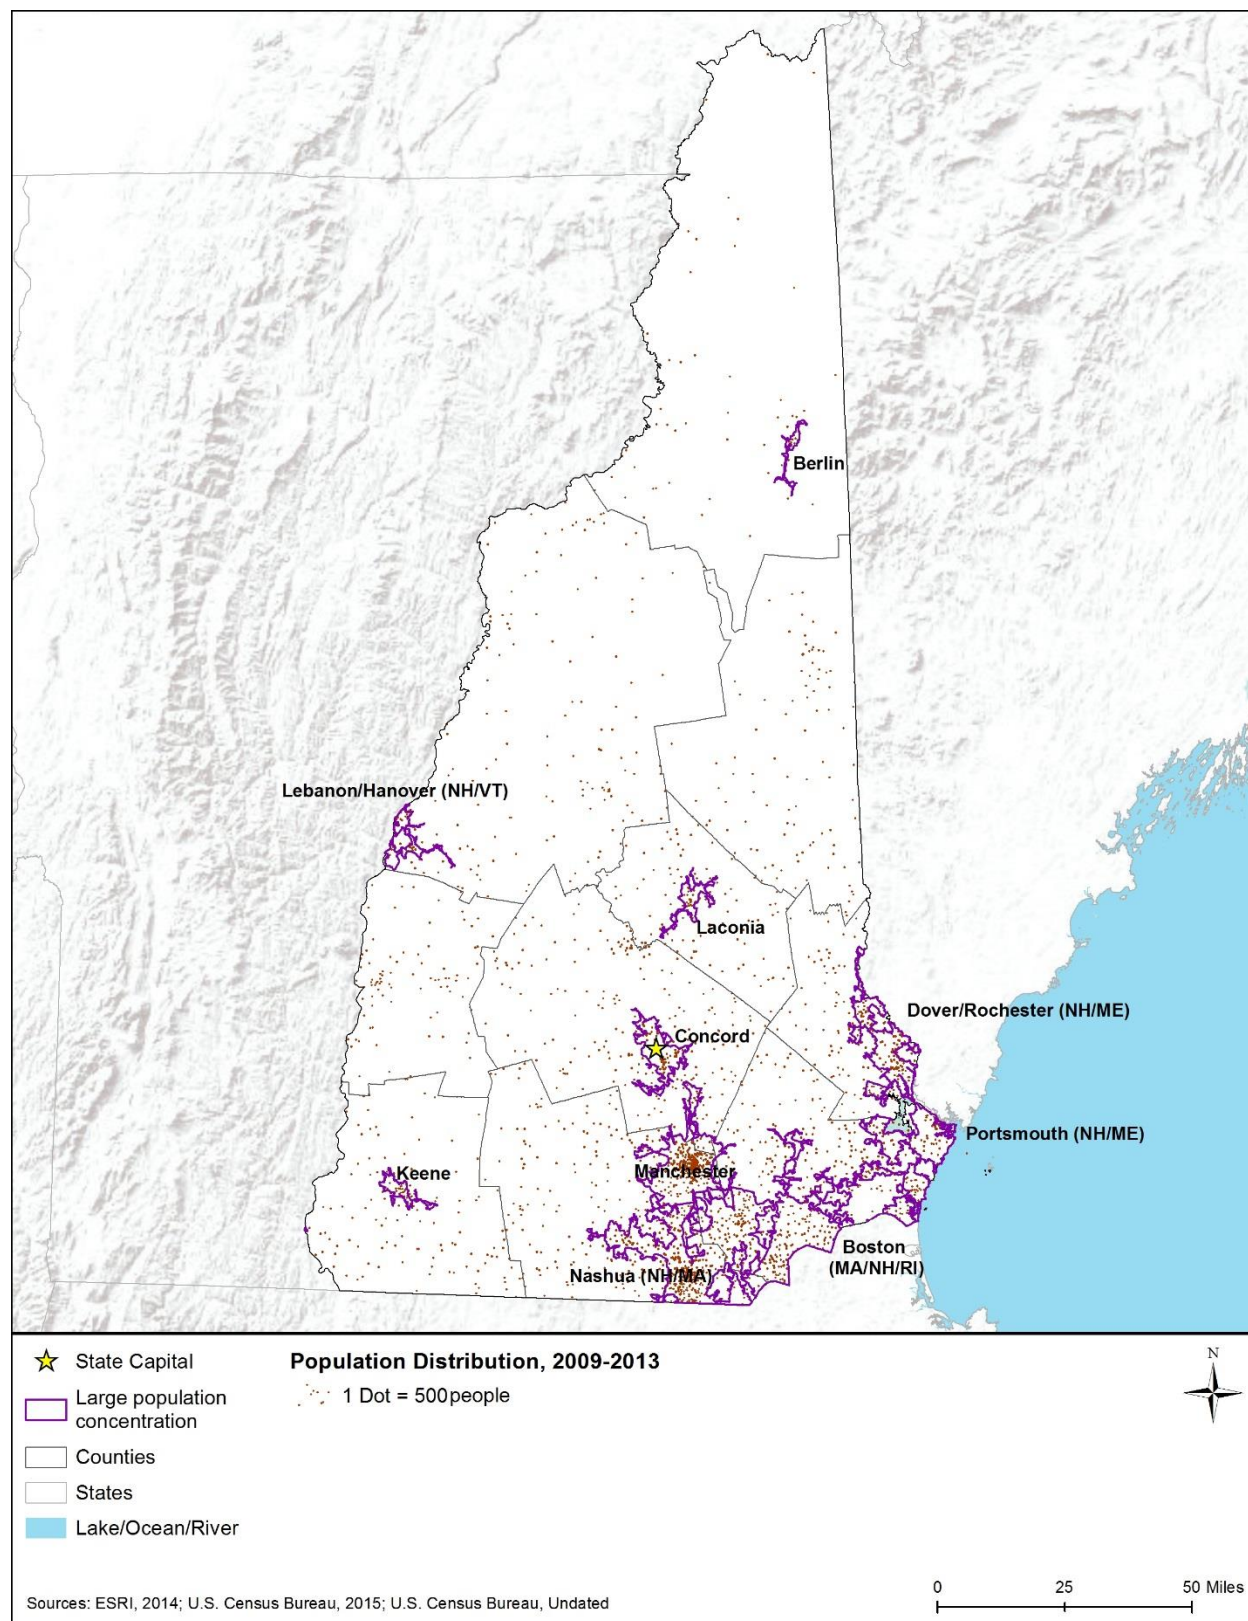 Berlin
Lebanon/Hanover (NH/VT)
Laconia
Dover/Rochester (NH/ME)
Concord
Portsmouth (NH/ME)
Manchester
Keene
Boston
(MA/NH/RI)
Nashua (NH/MA)
State Capital
Large population
concentration
Counties
States
Lake/Ocean/River
Population Distribution, 2009-2013
1 Dot = 500people
N
0 25 50 Miles
Sources: ESRI, 2014; U.S. Census Bureau, 2015; U.S. Census Bureau, Undated